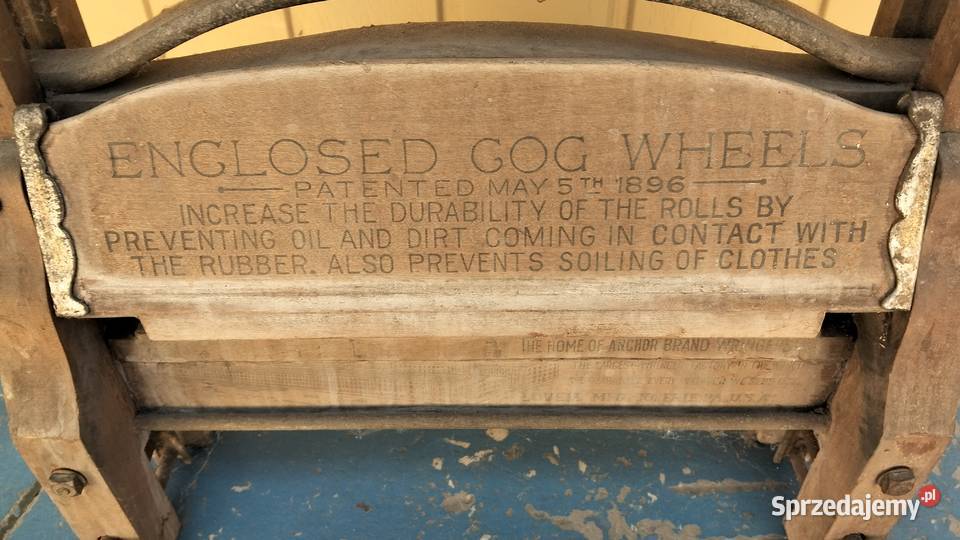 ENCLOSED COG WHEELS
PATENTED MAY 5TH 1896
INCREASE THE DURABILITY OF THE ROLLS BY
PREVENTING OIL AND DIRT COMING IN CONTACT WITH
THE RUBBER. ALSO PREVENTS SOILING OF CLOTHES
THE HOME OF ANCHOR BRAND
Sprzedajemy.pl